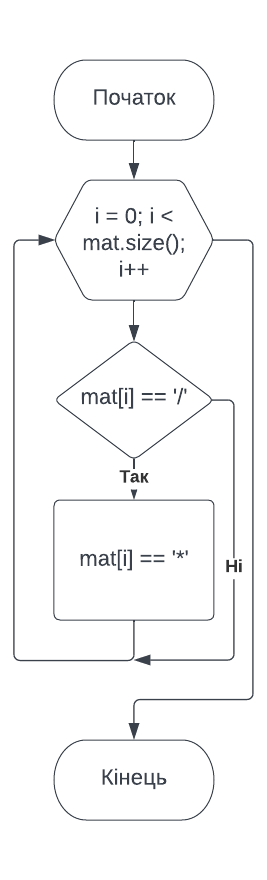 Початок
i = 0; i <
mat.size();
i++
mat[i] == '/'
Так
mat[i] == '*'
Ні
Кінець